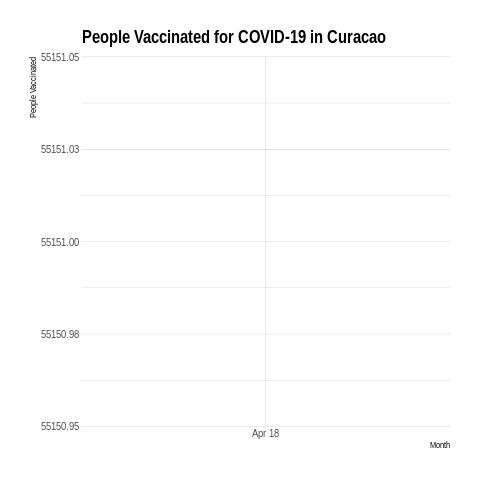 People Vaccinated for COVID-19 in Curacao
People Vaccinated
55151.05
55151.03
55151.00
55150.98
55150.95
Apr 18
Month